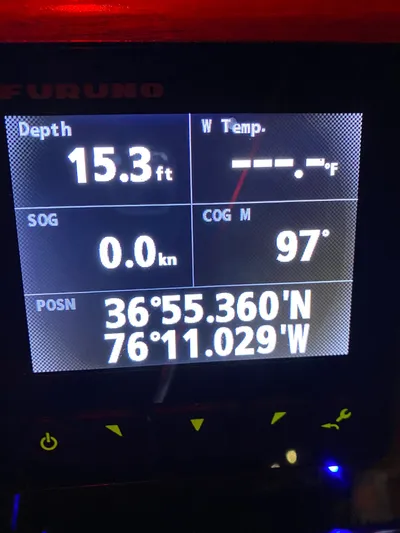 FURUNO
Depth
15.3ft
W Temp.
---.-°F
SOG
0.0kn
COG M
97°
POSN
36°55.360'N
76°11.029'W